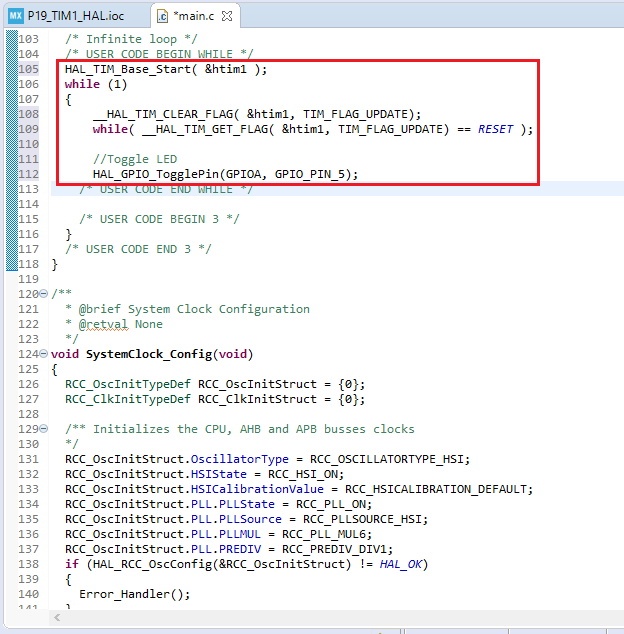 MX P19_TIM1_HAL.ioc
.c *main.c
103 /* Infinite loop */
104 /* USER CODE BEGIN WHILE */
105 HAL_TIM_Base_Start( &htim1 );
106 while (1)
107 {
108 __HAL_TIM_CLEAR_FLAG( &htim1, TIM_FLAG_UPDATE);
109 while( __HAL_TIM_GET_FLAG( &htim1, TIM_FLAG_UPDATE) == RESET );
110
111 //Toggle LED
112 HAL_GPIO_TogglePin(GPIOA, GPIO_PIN_5);
113 /* USER CODE END WHILE */
114
115 /* USER CODE BEGIN 3 */
116 }
117 /* USER CODE END 3 */
118 }
119
120 /**
121 * @brief System Clock Configuration
122 * @retval None
123 */
124 void SystemClock_Config(void)
125 {
126 RCC_OscInitTypeDef RCC_OscInitStruct = {0};
127 RCC_ClkInitTypeDef RCC_ClkInitStruct = {0};
128
129 /** Initializes the CPU, AHB and APB busses clocks
130 */
131 RCC_OscInitStruct.OscillatorType = RCC_OSCILLATORTYPE_HSI;
132 RCC_OscInitStruct.HSIState = RCC_HSI_ON;
133 RCC_OscInitStruct.HSICalibrationValue = RCC_HSICALIBRATION_DEFAULT;
134 RCC_OscInitStruct.PLL.PLLState = RCC_PLL_ON;
135 RCC_OscInitStruct.PLL.PLLSource = RCC_PLLSOURCE_HSI;
136 RCC_OscInitStruct.PLL.PLLMUL = RCC_PLL_MUL6;
137 RCC_OscInitStruct.PLL.PREDIV = RCC_PREDIV_DIV1;
138 if (HAL_RCC_OscConfig(&RCC_OscInitStruct) != HAL_OK)
139 {
140 Error_Handler();
141 }